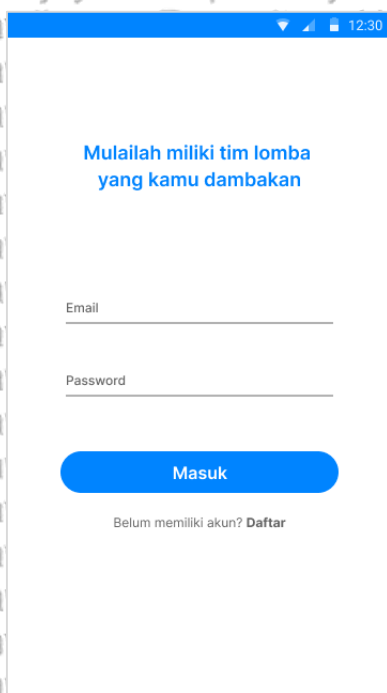 12:30
Mulailah miliki tim lomba
yang kamu dambakan
Email
Password
Masuk
Belum memiliki akun? Daftar